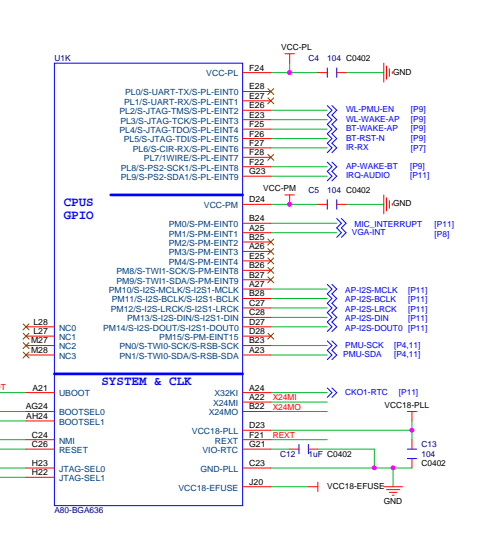 U1K
VCC-PL
C4 104 C0402
VCC-PL F24
GND
PL0/S-UART-TX/S-PL-EINT0 E28
PL1/S-UART-RX/S-PL-EINT1 E27
PL2/S-JTAG-TMS/S-PL-EINT2 E26 WL-PMU-EN [P9]
PL3/S-JTAG-TCK/S-PL-EINT3 E23 WL-WAKE-AP [P9]
PL4/S-JTAG-TDO/S-PL-EINT4 F25 BT-WAKE-AP [P9]
PL5/S-JTAG-TDI/S-PL-EINT5 F26 BT-RST-N [P9]
PL6/S-CIR-RX/S-PL-EINT6 F27 IR-RX [P7]
PL7/1WIRE/S-PL-EINT7 F28
PL8/S-PS2-SCK1/S-PL-EINT8 F22 AP-WAKE-BT [P9]
PL9/S-PS2-SDA1/S-PL-EINT9 G23 IRQ-AUDIO [P11]
CPUS
GPIO
VCC-PM
C5 104 C0402
VCC-PM D24
GND
PM0/S-PM-EINT0 B24 MIC_INTERRUPT [P11]
PM1/S-PM-EINT1 A25 VGA-INT [P8]
PM2/S-PM-EINT2 B25
PM3/S-PM-EINT3 A26
PM4/S-PM-EINT4 E25
PM8/S-TWI1-SCK/S-PM-EINT8 B26
PM9/S-TWI1-SDA/S-PM-EINT9 B27
PM10/S-I2S-MCLK/S-I2S1-MCLK A27 AP-I2S-MCLK [P11]
PM11/S-I2S-BCLK/S-I2S1-BCLK B28 AP-I2S-BCLK [P11]
PM12/S-I2S-LRCK/S-I2S1-LRCK C27 AP-I2S-LRCK [P11]
PM13/S-I2S-DIN/S-I2S1-DIN C28 AP-I2S-DIN [P11]
PM14/S-I2S-DOUT/S-I2S1-DOUT D27 AP-I2S-DOUT0 [P11]
PM15/S-PM-EINT15 D28
PN0/S-TWI0-SCK/S-RSB-SCK B23 PMU-SCK [P4,11]
PN1/S-TWI0-SDA/S-RSB-SDA A23 PMU-SDA [P4,11]
L28 NC0
L27 NC1
M27 NC2
M28 NC3
SYSTEM & CLK
A21 UBOOT
AG24 BOOTSEL0
AH24 BOOTSEL1
C24 NMI
C26 RESET
H23 JTAG-SEL0
H22 JTAG-SEL1
X32KI A24 CKO1-RTC [P11]
X24MI A22 X24MI
X24MO B22 X24MO
VCC18-PLL
VCC18-PLL D23
REXT F21 REXT
VIO-RTC G21
C12 1uF C0402
C13
104
C0402
GND-PLL C23
VCC18-EFUSE J20 VCC18-EFUSE
GND
A80-BGA636